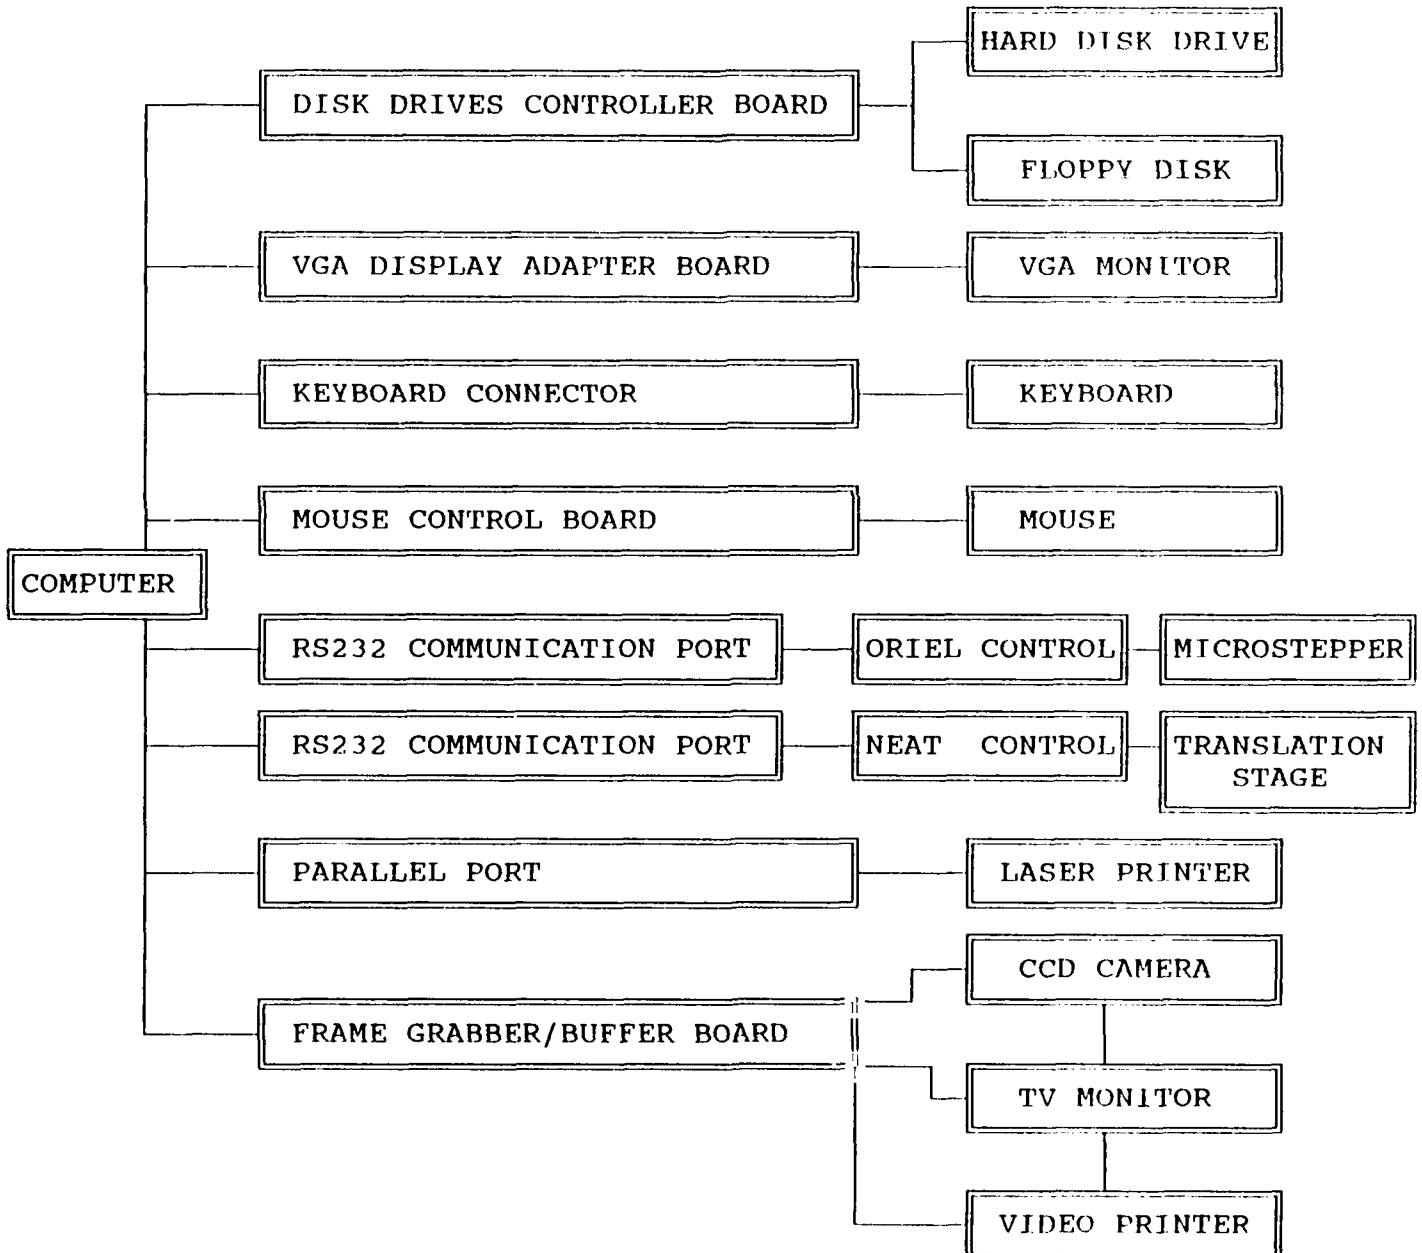 HARD DISK DRIVE
DISK DRIVES CONTROLLER BOARD
FLOPPY DISK
VGA DISPLAY ADAPTER BOARD
VGA MONITOR
KEYBOARD CONNECTOR
KEYBOARD
MOUSE CONTROL BOARD
MOUSE
COMPUTER
RS232 COMMUNICATION PORT
ORIEL CONTROL
MICROSTEPPER
RS232 COMMUNICATION PORT
NEAT CONTROL
TRANSLATION
STAGE
PARALLEL PORT
LASER PRINTER
CCD CAMERA
FRAME GRABBER/BUFFER BOARD
TV MONITOR
VIDEO PRINTER